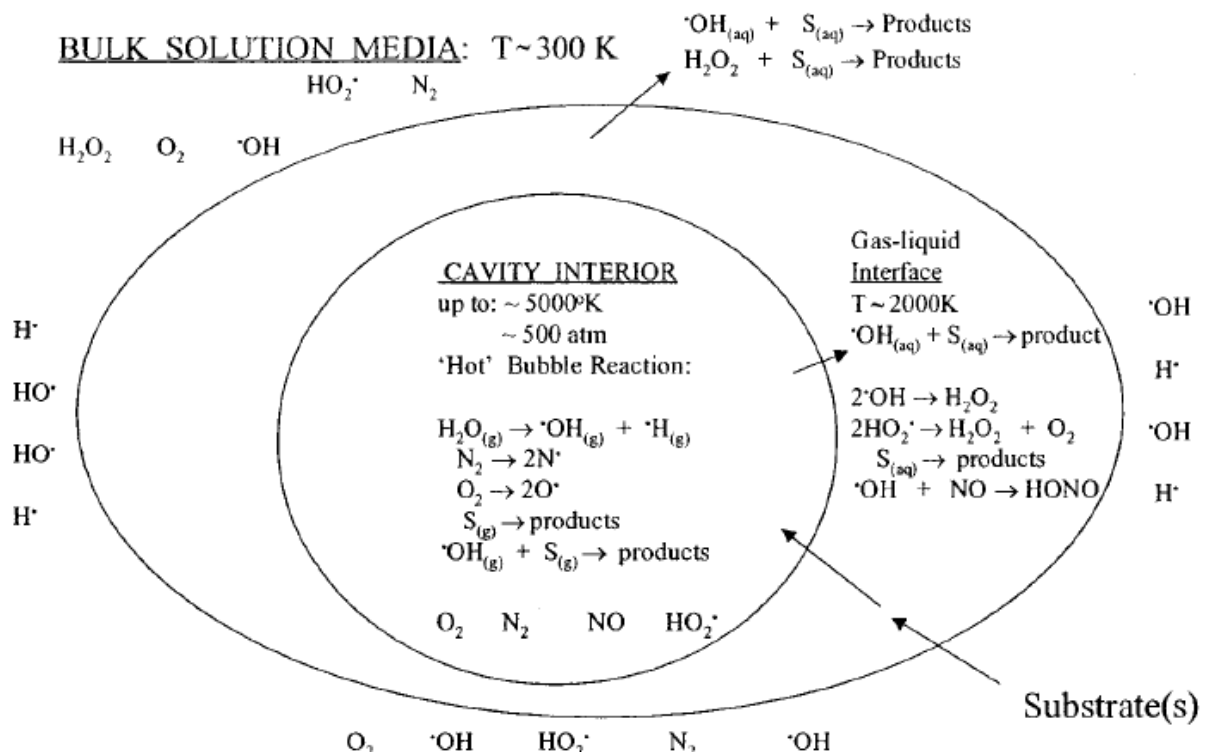 BULK SOLUTION MEDIA: T~300 K
HO₂• N₂
H₂O₂ O₂ •OH
•OH(aq) + S(aq) → Products
H₂O₂ + S(aq) → Products
CAVITY INTERIOR
up to: ~ 5000°K
~ 500 atm
'Hot' Bubble Reaction:
H₂O(g) → •OH(g) + •H(g)
N₂ → 2N•
O₂ → 2O•
S(g) → products
•OH(g) + S(g) → products
O₂ N₂ NO HO₂•
Gas-liquid
Interface
T~2000K
•OH(aq) + S(aq) → product
2•OH → H₂O₂
2HO₂• → H₂O₂ + O₂
S(aq) → products
•OH + NO → HONO
H•
HO•
HO•
H•
•OH
H•
•OH
H•
Substrate(s)
O₂ •OH HO₂• N₂ •OH